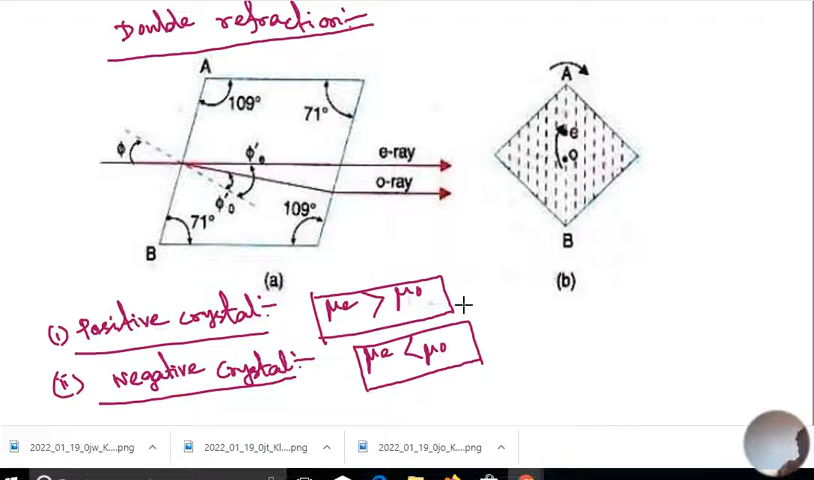 Double refraction:-
A
109°
71°
ϕ
ϕ'e
e-ray
o-ray
ϕ'o
71°
109°
B
(a)
A
e
o
B
(b)
(i) Positive crystal:- μe > μo
(ii) Negative Crystal:- μe < μo
2022_01_19_0jw_K....png
2022_01_19_0jt_Kl....png
2022_01_19_0jo_K....png